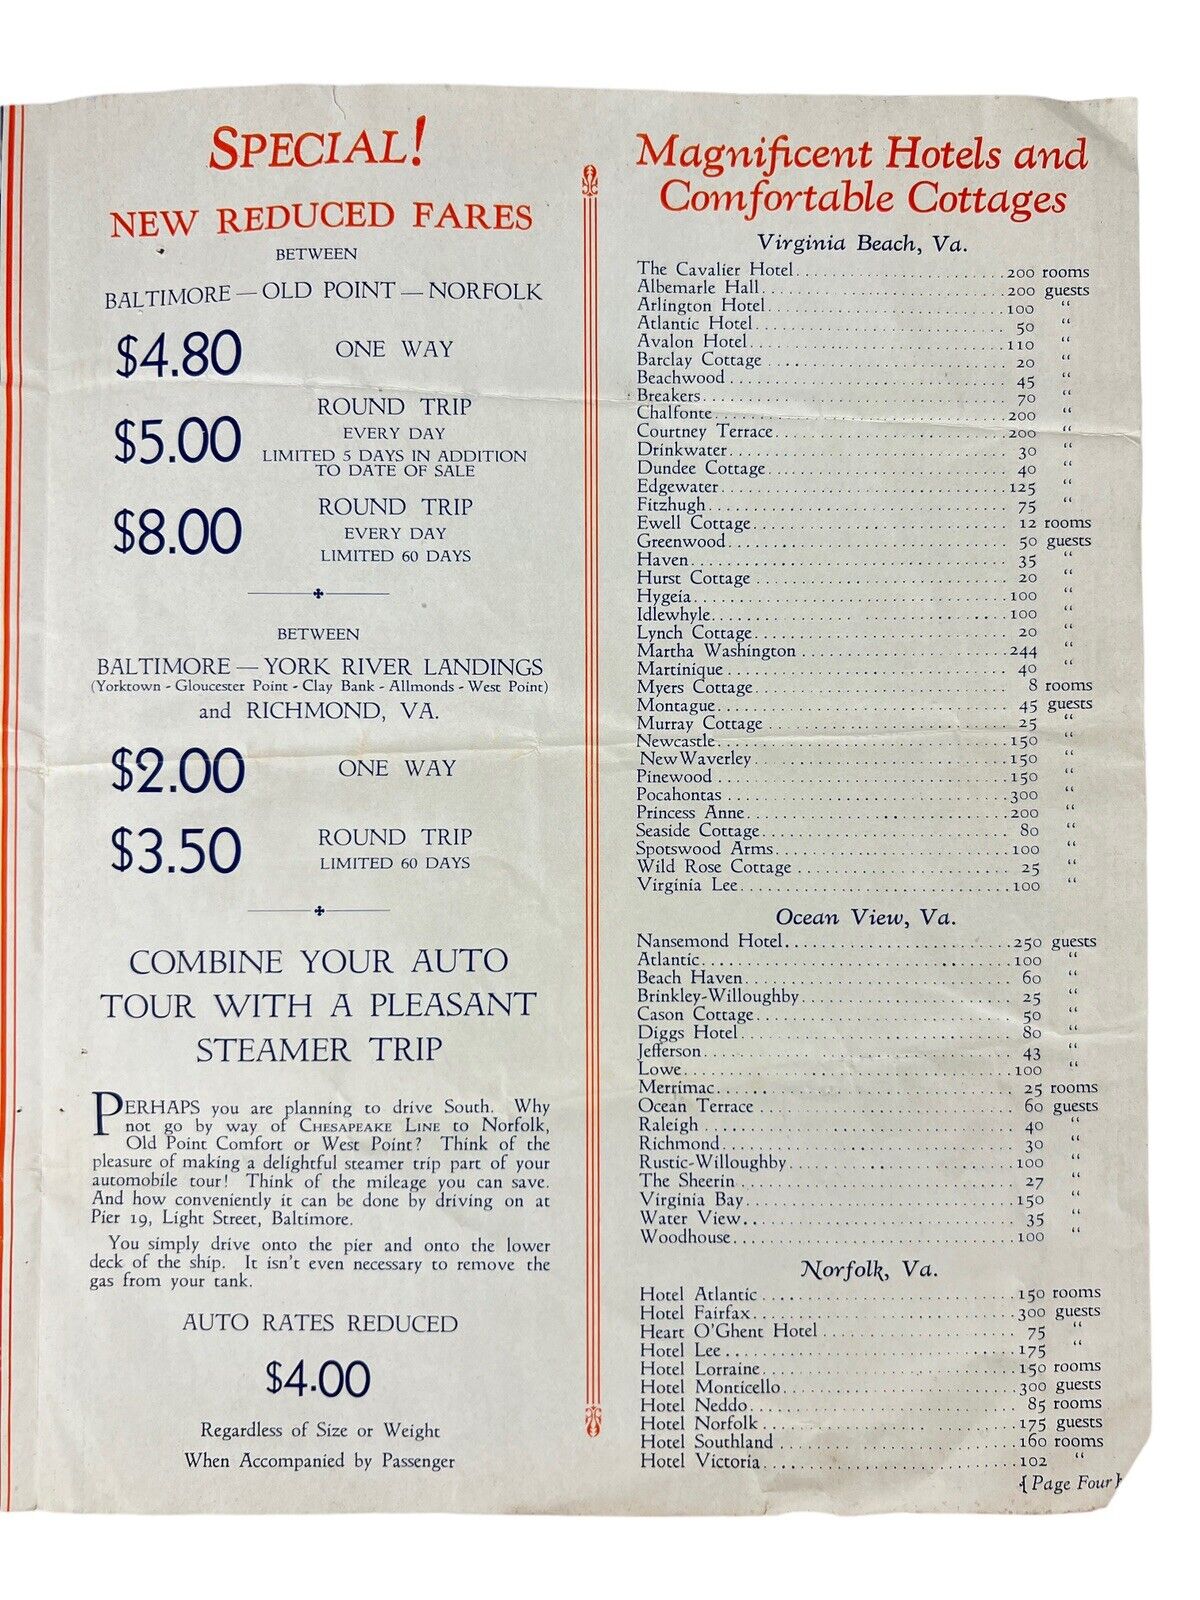 SPECIAL!
NEW REDUCED FARES
BETWEEN
BALTIMORE — OLD POINT — NORFOLK
$4.80 ONE WAY
$5.00 ROUND TRIP
EVERY DAY
LIMITED 5 DAYS IN ADDITION
TO DATE OF SALE
$8.00 ROUND TRIP
EVERY DAY
LIMITED 60 DAYS
BETWEEN
BALTIMORE — YORK RIVER LANDINGS
(Yorktown - Gloucester Point - Clay Bank - Allmonds - West Point)
and RICHMOND, VA.
$2.00 ONE WAY
$3.50 ROUND TRIP
LIMITED 60 DAYS
COMBINE YOUR AUTO
TOUR WITH A PLEASANT
STEAMER TRIP
PERHAPS you are planning to drive South. Why
not go by way of CHESAPEAKE LINE to Norfolk,
Old Point Comfort or West Point? Think of the
pleasure of making a delightful steamer trip part of your
automobile tour! Think of the mileage you can save.
And how conveniently it can be done by driving on at
Pier 19, Light Street, Baltimore.
You simply drive onto the pier and onto the lower
deck of the ship. It isn't even necessary to remove the
gas from your tank.
AUTO RATES REDUCED
$4.00
Regardless of Size or Weight
When Accompanied by Passenger
Magnificent Hotels and
Comfortable Cottages
Virginia Beach, Va.
The Cavalier Hotel 200 rooms
Albemarle Hall 200 guests
Arlington Hotel 100 "
Atlantic Hotel 50 "
Avalon Hotel 110 "
Barclay Cottage 20 "
Beachwood 45 "
Breakers 70 "
Chalfonte 200 "
Courtney Terrace 200 "
Drinkwater 30 "
Dundee Cottage 40 "
Edgewater 125 "
Fitzhugh 75 "
Ewell Cottage 12 rooms
Greenwood 50 guests
Haven 35 "
Hurst Cottage 20 "
Hygeia 100 "
Idlewhyle 100 "
Lynch Cottage 20 "
Martha Washington 244 "
Martinique 40 "
Myers Cottage 8 rooms
Montague 45 guests
Murray Cottage 25 "
Newcastle 150 "
New Waverley 150 "
Pinewood 150 "
Pocahontas 300 "
Princess Anne 200 "
Seaside Cottage 80 "
Spotswood Arms 100 "
Wild Rose Cottage 25 "
Virginia Lee 100 "
Ocean View, Va.
Nansemond Hotel 250 guests
Atlantic 100 "
Beach Haven 60 "
Brinkley-Willoughby 25 "
Cason Cottage 50 "
Diggs Hotel 80 "
Jefferson 43 "
Lowe 100 "
Merrimac 25 rooms
Ocean Terrace 60 guests
Raleigh 40 "
Richmond 30 "
Rustic-Willoughby 100 "
The Sheerin 27 "
Virginia Bay 150 "
Water View 35 "
Woodhouse 100 "
Norfolk, Va.
Hotel Atlantic 150 rooms
Hotel Fairfax 300 guests
Heart O'Ghent Hotel 75 "
Hotel Lee 175 "
Hotel Lorraine 150 rooms
Hotel Monticello 300 guests
Hotel Neddo 85 rooms
Hotel Norfolk 175 guests
Hotel Southland 160 rooms
Hotel Victoria 102 "
{Page Four}